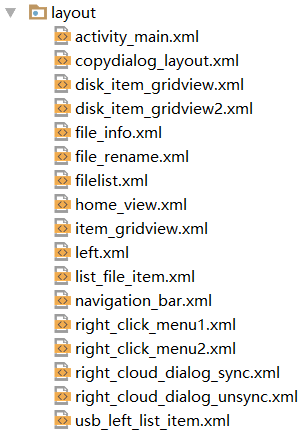 layout
activity_main.xml
copydialog_layout.xml
disk_item_gridview.xml
disk_item_gridview2.xml
file_info.xml
file_rename.xml
filelist.xml
home_view.xml
item_gridview.xml
left.xml
list_file_item.xml
navigation_bar.xml
right_click_menu1.xml
right_click_menu2.xml
right_cloud_dialog_sync.xml
right_cloud_dialog_unsync.xml
usb_left_list_item.xml